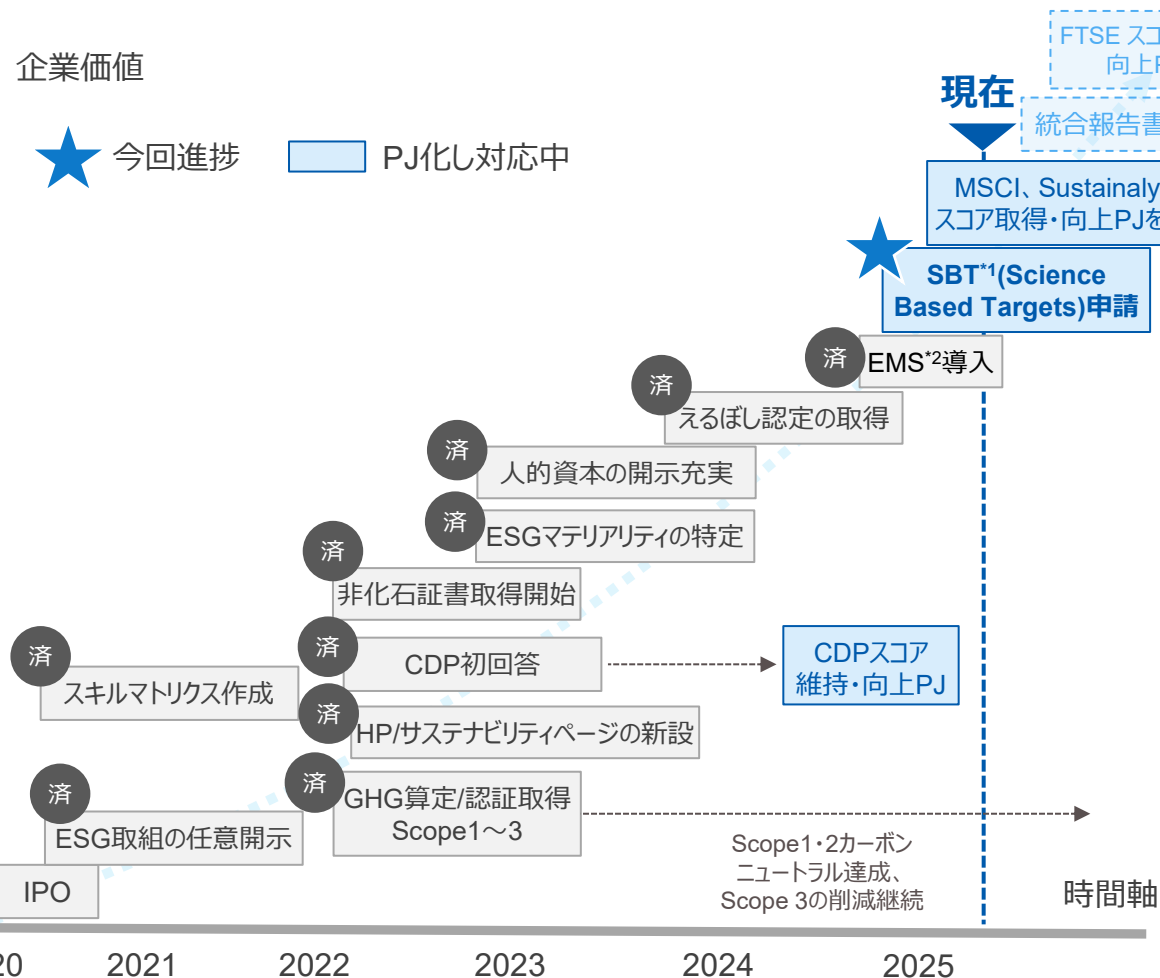 FTSE スコ
向上P
企業価値
現在
統合報告書
今回進捗
PJ化し対応中
MSCI、Sustainaly
スコア取得・向上PJを
SBT*1(Science
Based Targets)申請
済
EMS*2導入
済
えるぼし認定の取得
済
人的資本の開示充実
済
ESGマテリアリティの特定
済
非化石証書取得開始
済
CDP初回答
CDPスコア
維持・向上PJ
済
スキルマトリクス作成
済
HP/サステナビリティページの新設
済
GHG算定/認証取得
Scope1～3
済
ESG取組の任意開示
Scope1・2カーボン
ニュートラル達成、
Scope 3の削減継続
IPO
時間軸
20 2021 2022 2023 2024 2025